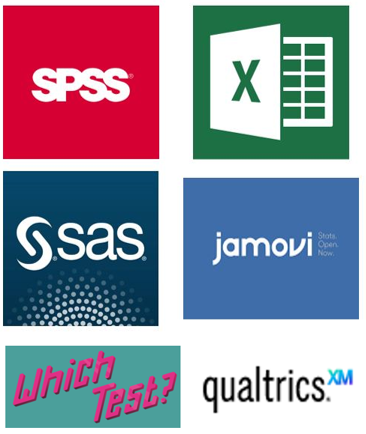 SPSS®
X
sas®
jamovi
Stats.
Open.
Now.
Which
Test?
qualtrics.XM